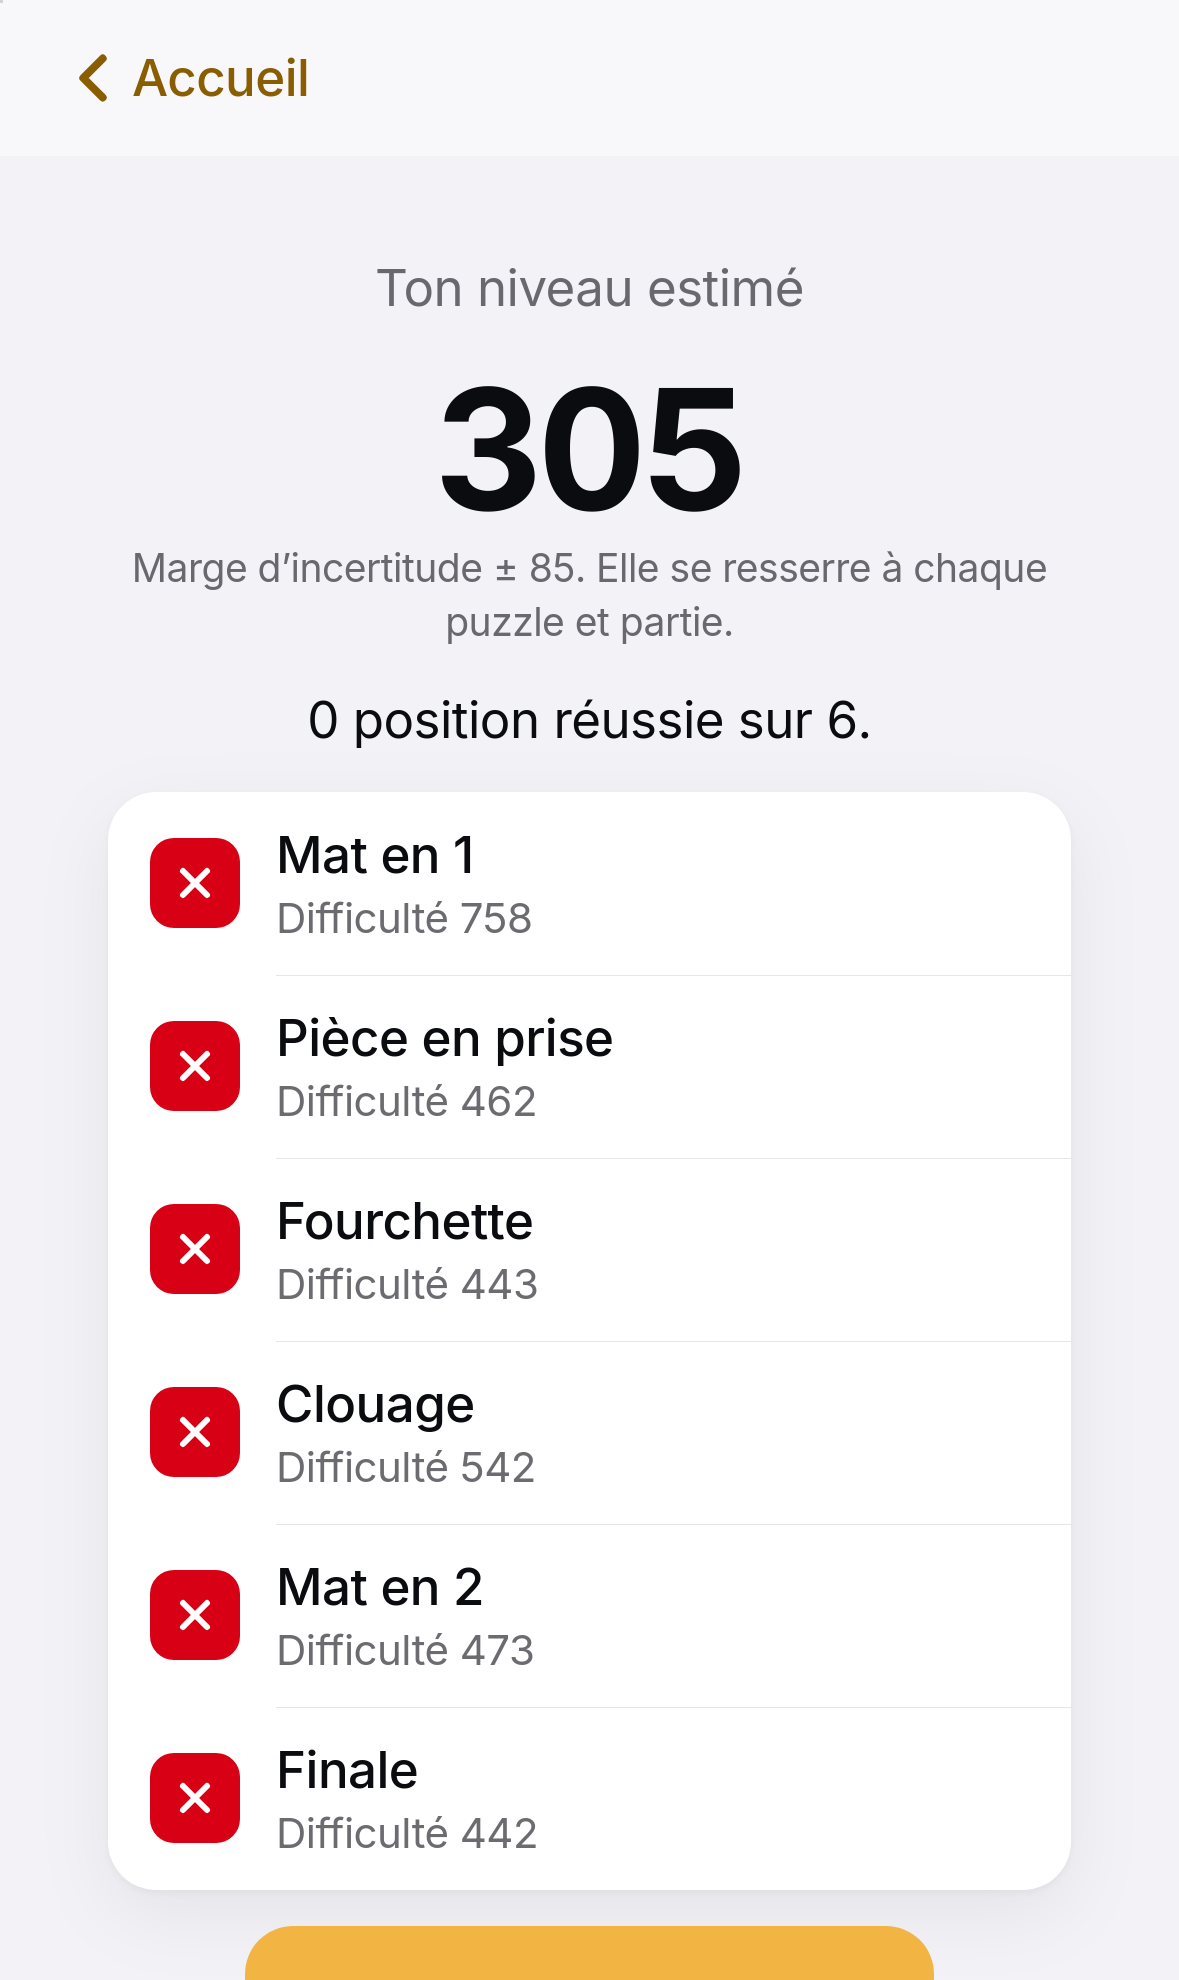 Accueil
Ton niveau estimé
305
Marge d’incertitude ± 85. Elle se resserre à chaque
puzzle et partie.
0 position réussie sur 6.
Mat en 1
Difficulté 758
Pièce en prise
Difficulté 462
Fourchette
Difficulté 443
Clouage
Difficulté 542
Mat en 2
Difficulté 473
Finale
Difficulté 442